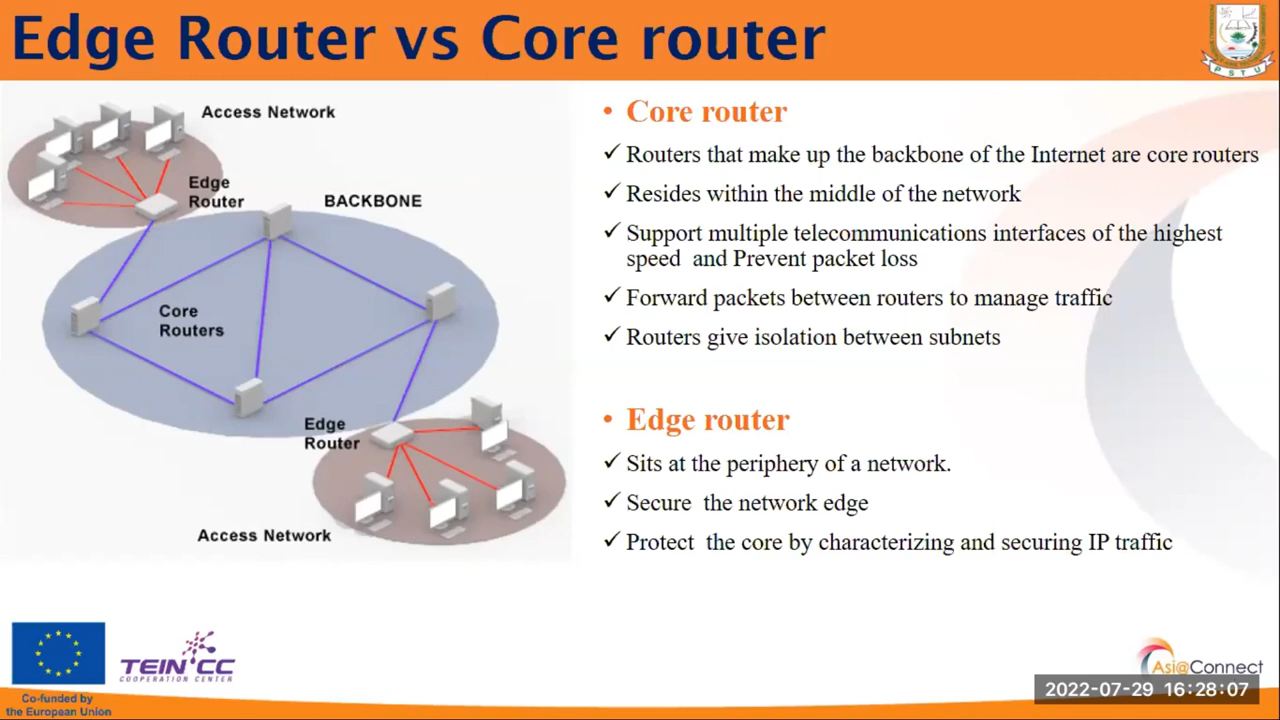 Edge Router vs Core router
PSTU
Access Network
Edge
Router
BACKBONE
Core
Routers
Edge
Router
Access Network
• Core router
✓ Routers that make up the backbone of the Internet are core routers
✓ Resides within the middle of the network
✓ Support multiple telecommunications interfaces of the highest
speed and Prevent packet loss
✓ Forward packets between routers to manage traffic
✓ Routers give isolation between subnets
• Edge router
✓ Sits at the periphery of a network.
✓ Secure the network edge
✓ Protect the core by characterizing and securing IP traffic
Co-funded by
the European Union
TEIN*CC
COOPERATION CENTER
Asi@Connect
2022-07-29 16:28:07